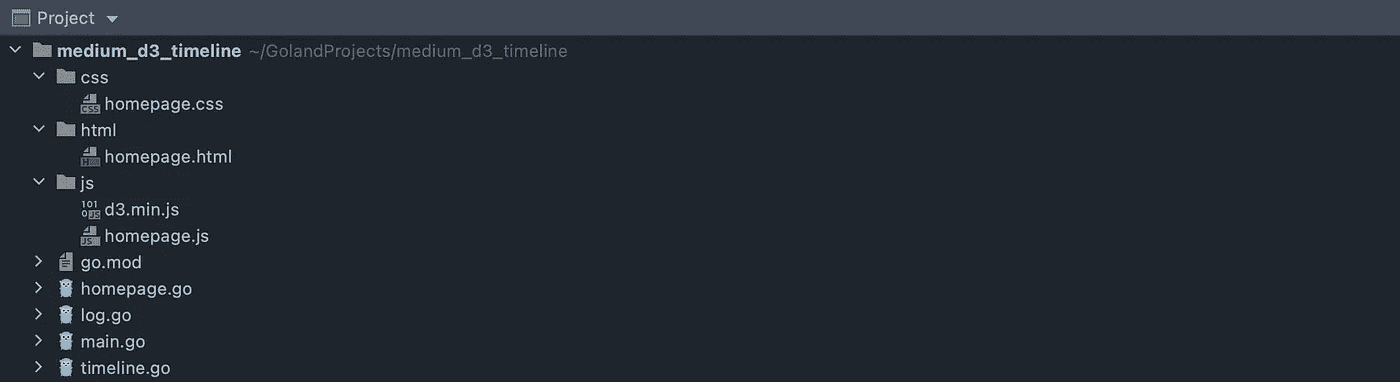 Project
medium_d3_timeline ~/GolandProjects/medium_d3_timeline
css
homepage.css
html
homepage.html
js
d3.min.js
homepage.js
go.mod
homepage.go
log.go
main.go
timeline.go